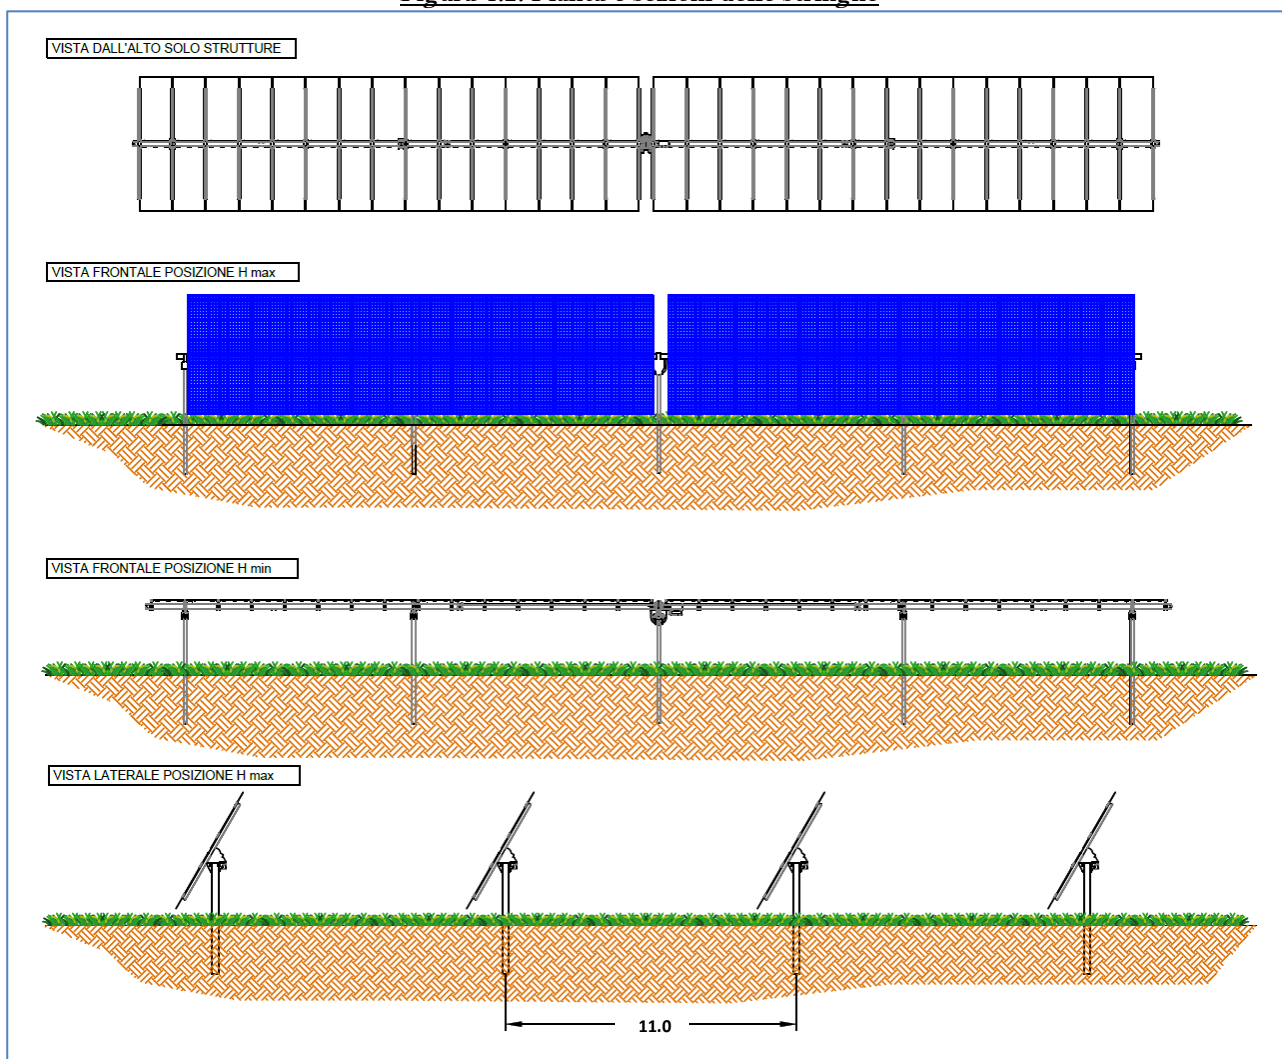 VISTA DALL'ALTO SOLO STRUTTURE
VISTA FRONTALE POSIZIONE H max
VISTA FRONTALE POSIZIONE H min
VISTA LATERALE POSIZIONE H max
11.0